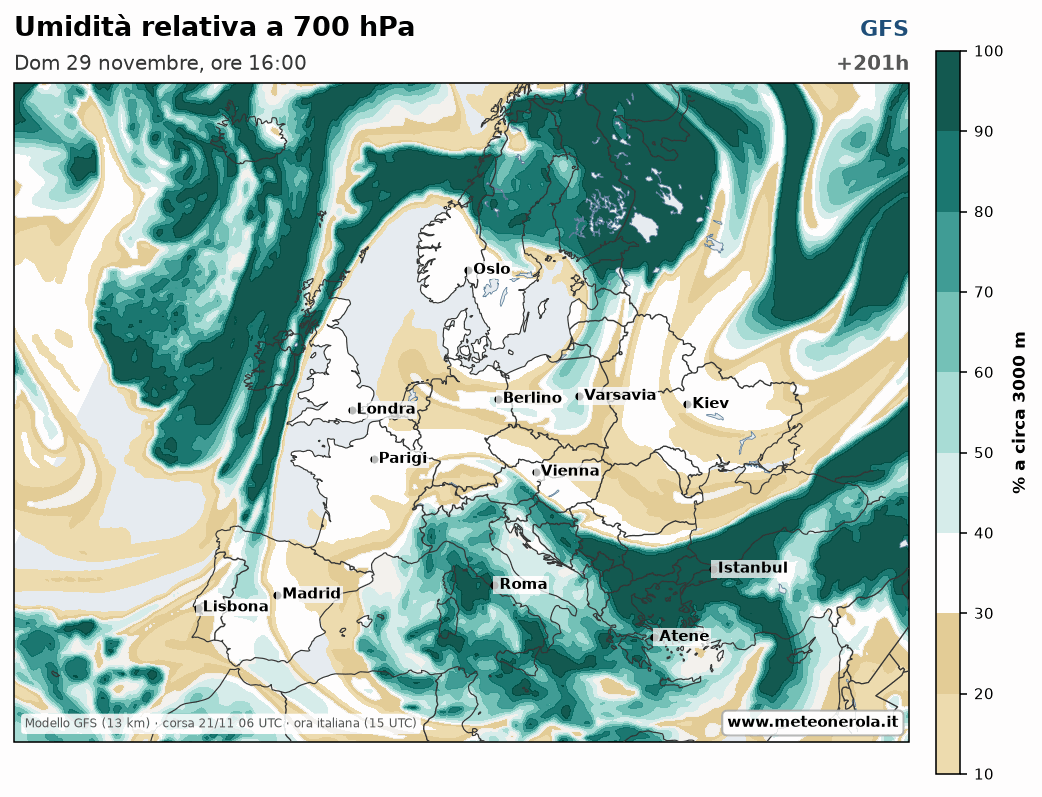 Umidità relativa a 700 hPa
GFS
Dom 29 novembre, ore 16:00
+201h
100
90
80
70
60
50
40
30
20
10
% a circa 3000 m
Oslo
Berlino
Varsavia
Kiev
Londra
Parigi
Vienna
Istanbul
Roma
Madrid
Lisbona
Atene
Modello GFS (13 km) · corsa 21/11 06 UTC · ora italiana (15 UTC)
www.meteonerola.it